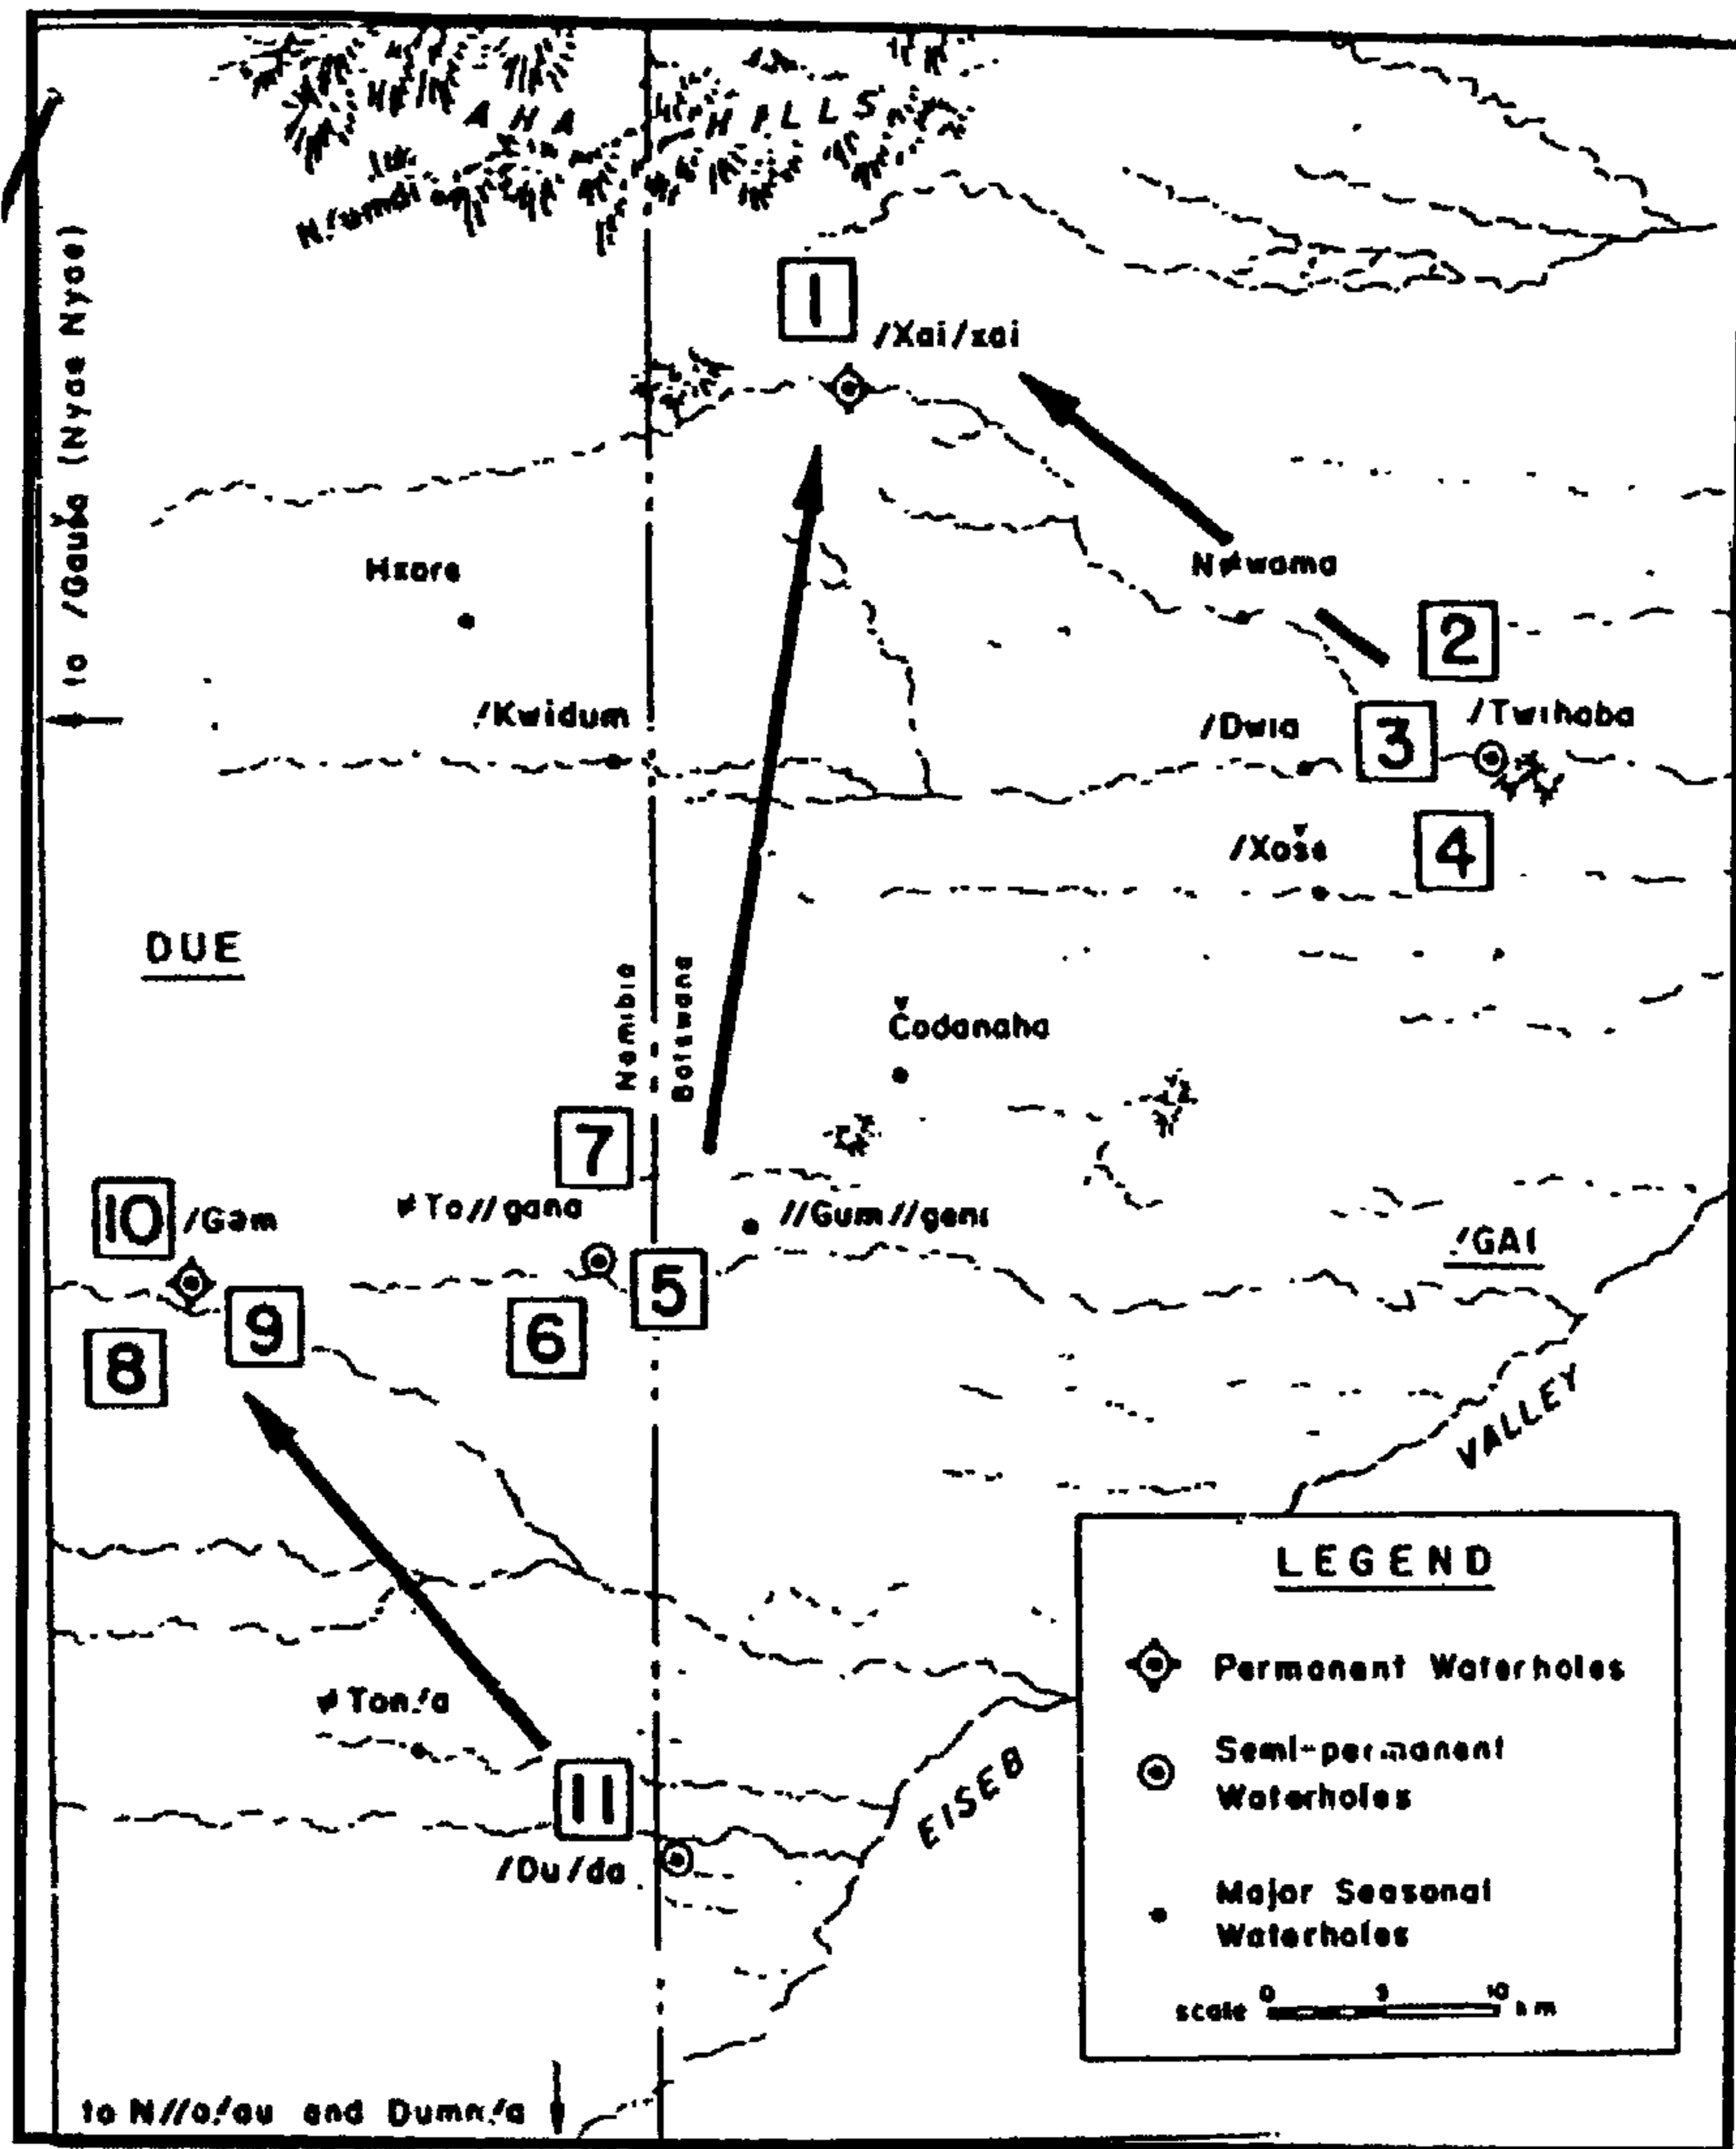 AHA HILLS
N!umdi
to /Gauša (Nyae Nyae)
1
/Xai/xai
Hxore
N≠wama
2
!Kwidum
/Dwia
3
/Twihaba
/Xoše
4
DUE
Namibia
Botswana
Čodanaha
7
10
/Gam
≠To//gana
//Gum//geni
!GAI
5
8
9
6
VALLEY
≠Ton!a
11
/Du/da
EISEB
LEGEND
Permanent Waterholes
Semi-permanent
Waterholes
Major Seasonal
Waterholes
scale 0 5 10 km
to N//o!au and Dumn!a